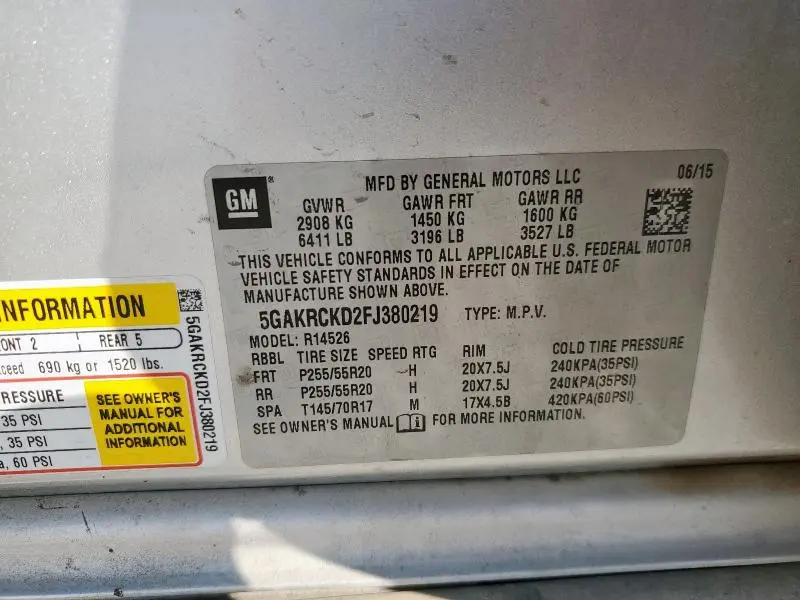 GM
MFD BY GENERAL MOTORS LLC
06/15
GVWR GAWR FRT GAWR RR
2908 KG 1450 KG 1600 KG
6411 LB 3196 LB 3527 LB
THIS VEHICLE CONFORMS TO ALL APPLICABLE U.S. FEDERAL MOTOR
VEHICLE SAFETY STANDARDS IN EFFECT ON THE DATE OF
MANUFACTURE SHOWN ABOVE.
5GAKRCKD2FJ380219 TYPE: M.P.V.
MODEL: R14526
RBBL TIRE SIZE SPEED RTG RIM COLD TIRE PRESSURE
FRT P255/55R20 H 20X7.5J 240KPA(35PSI)
RR P255/55R20 H 20X7.5J 240KPA(35PSI)
SPA T145/70R17 M 17X4.5B 420KPA(60PSI)
SEE OWNER'S MANUAL FOR MORE INFORMATION.
NFORMATION
ONT 2 REAR 5
xceed 690 kg or 1520 lbs.
PRESSURE
35 PSI
, 35 PSI
a, 60 PSI
SEE OWNER'S
MANUAL FOR
ADDITIONAL
INFORMATION
5GAKRCKD2FJ380219